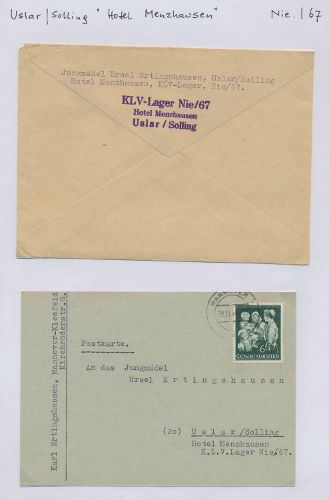 Uslar/Solling "Hotel Menzhausen" Nie./67
Jungmädel Ursel Ertingshausen, Uslar/Solling
Hotel Menzhausen, KLV-Lager, Nie/67.
KLV-Lager Nie/67
Hotel Menzhausen
Uslar / Solling
Karl Ertingshausen, Hannover-Kleefeld
Kirchröderstr.8.
HANNOVER
Postkarte.
GROSSDEUTSCHES REICH
An das Jungmädel
Ursel Ertingshausen
(20) Uslar/Solling
Hotel Menzhausen
K.L.V.Lager Nie/67.